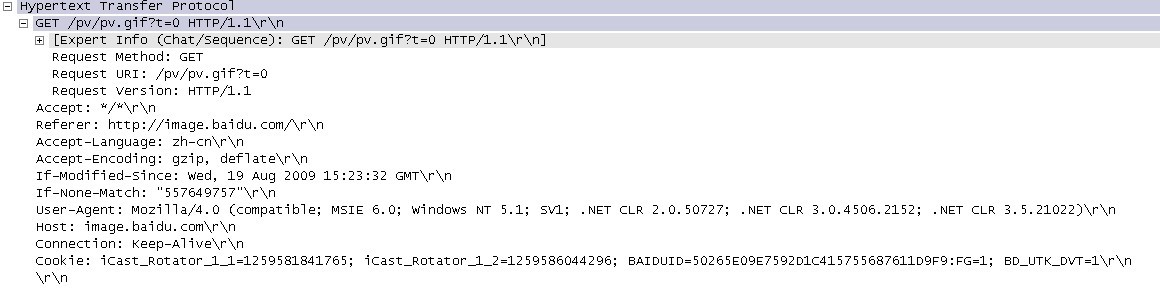 Hypertext Transfer Protocol
GET /pv/pv.gif?t=0 HTTP/1.1\r\n
[Expert Info (Chat/Sequence): GET /pv/pv.gif?t=0 HTTP/1.1\r\n]
Request Method: GET
Request URI: /pv/pv.gif?t=0
Request Version: HTTP/1.1
Accept: */*\r\n
Referer: http://image.baidu.com/\r\n
Accept-Language: zh-cn\r\n
Accept-Encoding: gzip, deflate\r\n
If-Modified-Since: Wed, 19 Aug 2009 15:23:32 GMT\r\n
If-None-Match: "557649757"\r\n
User-Agent: Mozilla/4.0 (compatible; MSIE 6.0; Windows NT 5.1; SV1; .NET CLR 2.0.50727; .NET CLR 3.0.4506.2152; .NET CLR 3.5.21022)\r\n
Host: image.baidu.com\r\n
Connection: Keep-Alive\r\n
Cookie: iCast_Rotator_1_1=1259581841765; iCast_Rotator_1_2=1259586044296; BAIDUID=50265E09E7592D1C415755687611D9F9:FG=1; BD_UTK_DVT=1\r\n
\r\n